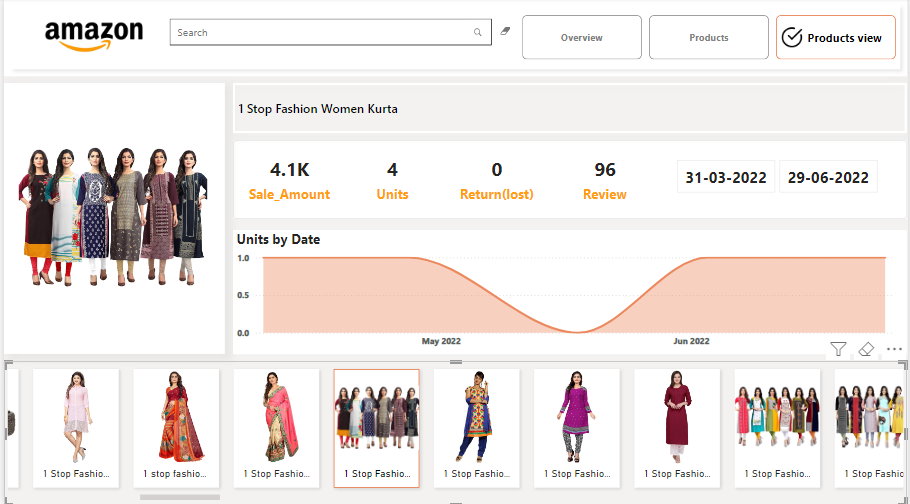 amazon
Search
Overview
Products
Products view
1 Stop Fashion Women Kurta
4.1K
4
0
96
31-03-2022
29-06-2022
Sale_Amount
Units
Return(lost)
Review
Units by Date
1.0
0.5
0.0
May 2022
Jun 2022
1 Stop Fashio...
1 stop fashion...
1 Stop Fashio...
1 Stop Fashio...
1 Stop Fashio...
1 Stop Fashio...
1 Stop Fashio...
1 Stop Fashio...
1 Stop Fashio